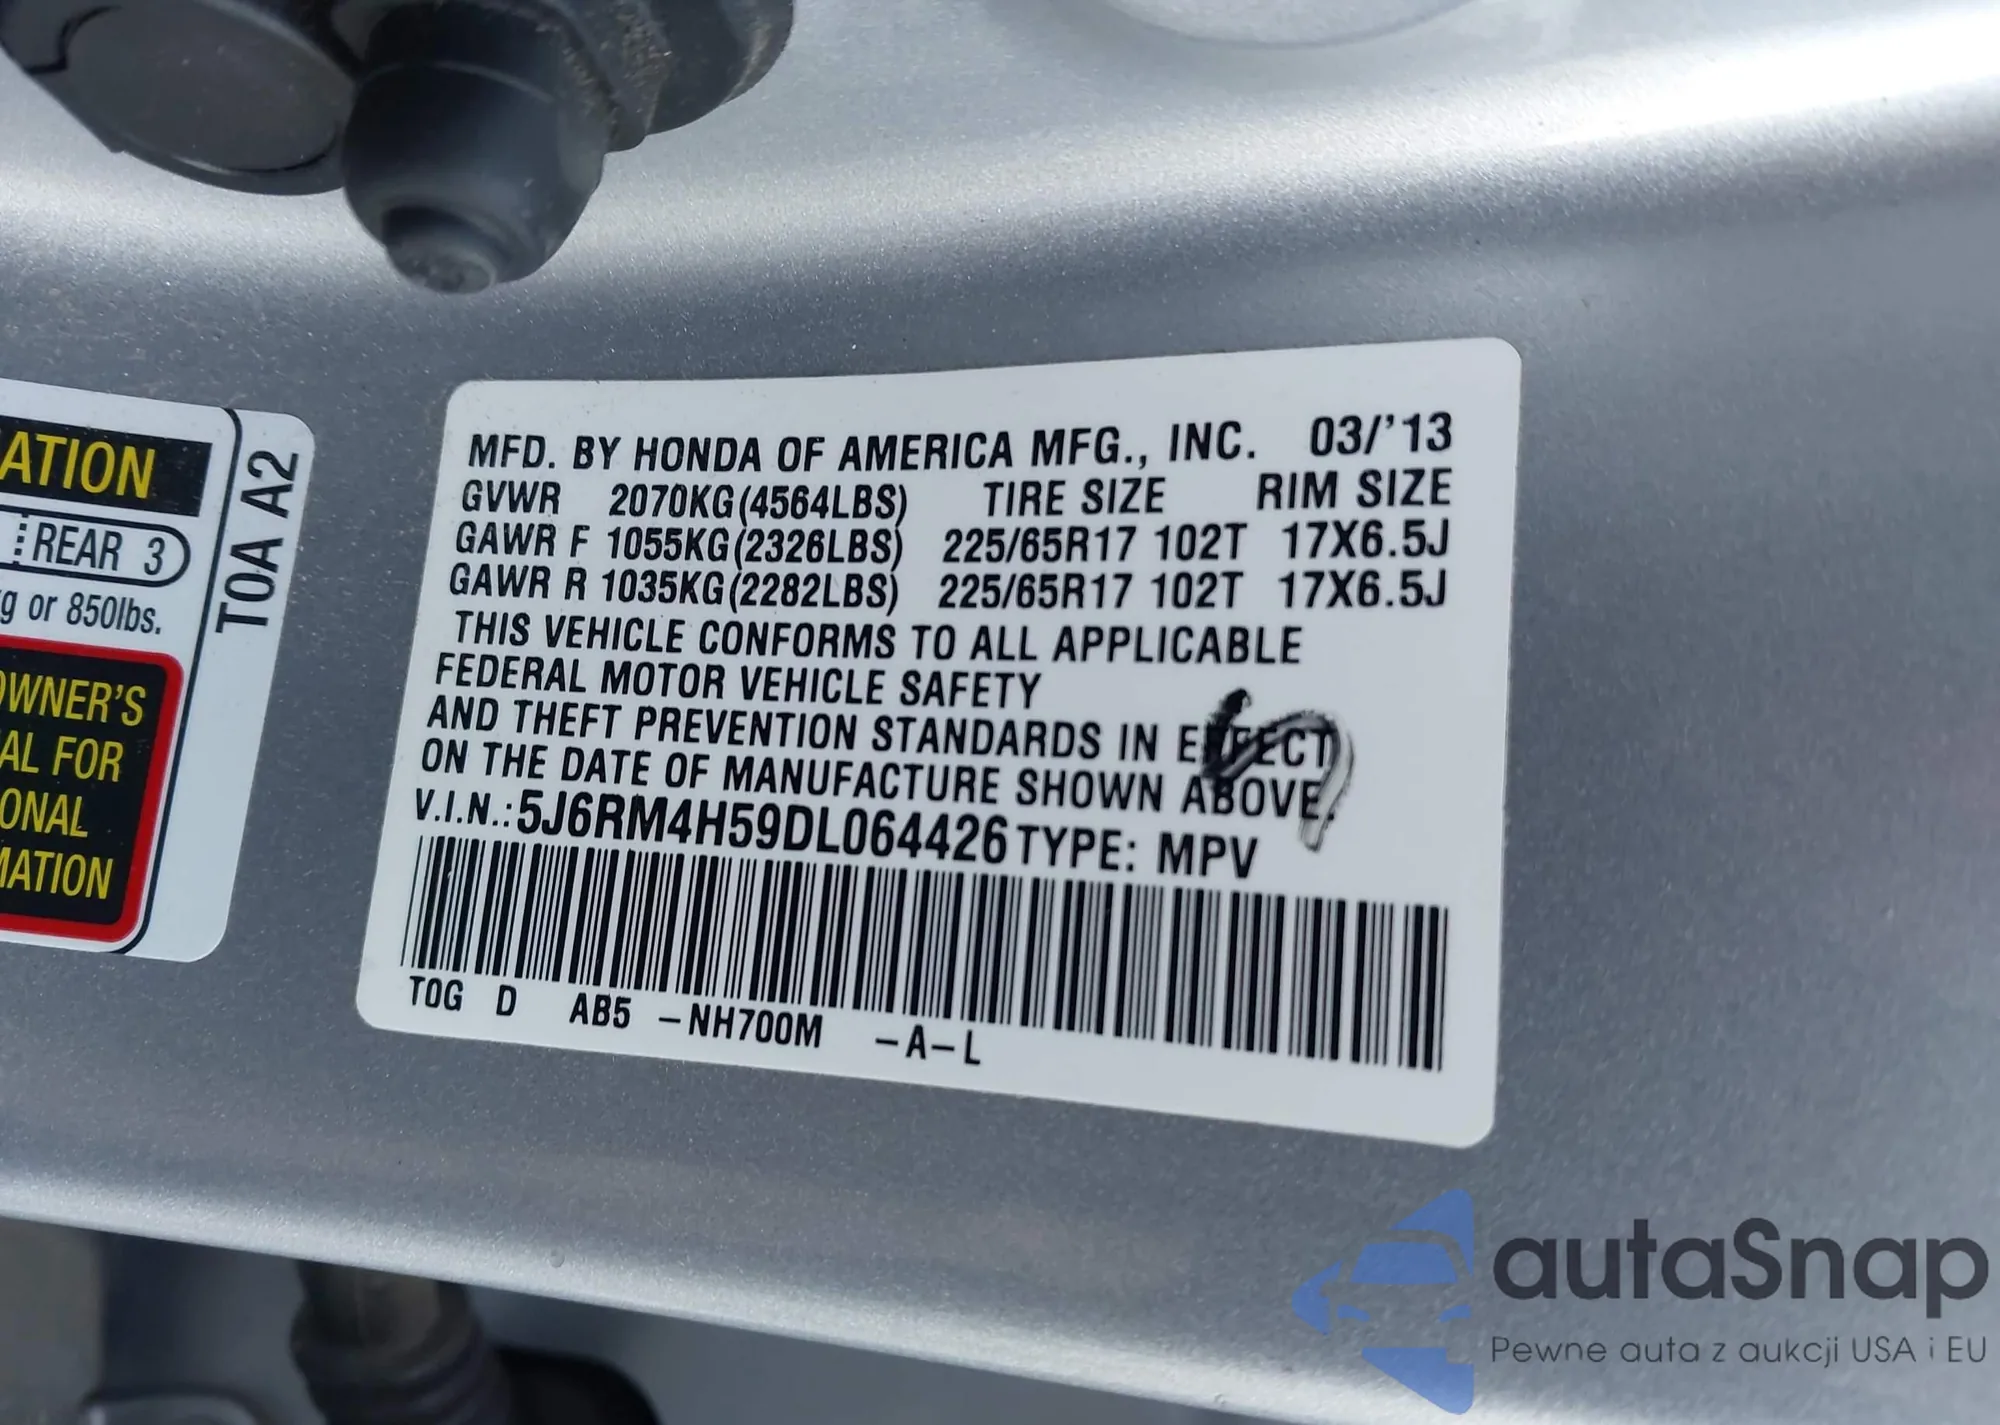 ATION
REAR 3
g or 850lbs.
OWNER'S
AL FOR
ONAL
MATION
T0A A2
MFD. BY HONDA OF AMERICA MFG., INC. 03/'13
GVWR 2070KG(4564LBS) TIRE SIZE RIM SIZE
GAWR F 1055KG(2326LBS) 225/65R17 102T 17X6.5J
GAWR R 1035KG(2282LBS) 225/65R17 102T 17X6.5J
THIS VEHICLE CONFORMS TO ALL APPLICABLE
FEDERAL MOTOR VEHICLE SAFETY
AND THEFT PREVENTION STANDARDS IN EFFECT
ON THE DATE OF MANUFACTURE SHOWN ABOVE.
V.I.N.: 5J6RM4H59DL064426 TYPE: MPV
T0G D AB5 -NH700M -A-L
autaSnap
Pewne auta z aukcji USA i EU